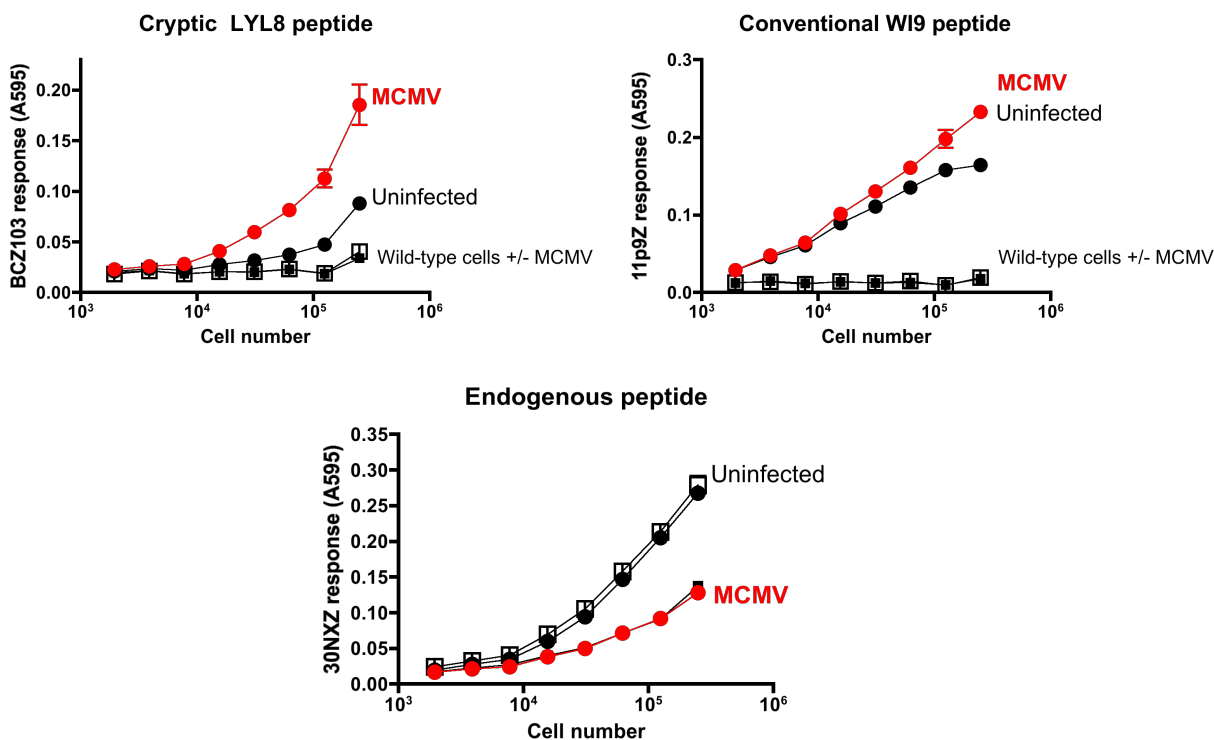 Cryptic LYL8 peptide
BCZ103 response (A595)
0.20
0.15
0.10
0.05
0.00
MCMV
Uninfected
Wild-type cells +/- MCMV
10³
10⁴
10⁵
10⁶
Cell number
Conventional WI9 peptide
11p9Z response (A595)
0.3
0.2
0.1
0.0
MCMV
Uninfected
Wild-type cells +/- MCMV
10³
10⁴
10⁵
10⁶
Cell number
Endogenous peptide
30NXZ response (A595)
0.35
0.30
0.25
0.20
0.15
0.10
0.05
0.00
Uninfected
MCMV
10³
10⁴
10⁵
10⁶
Cell number